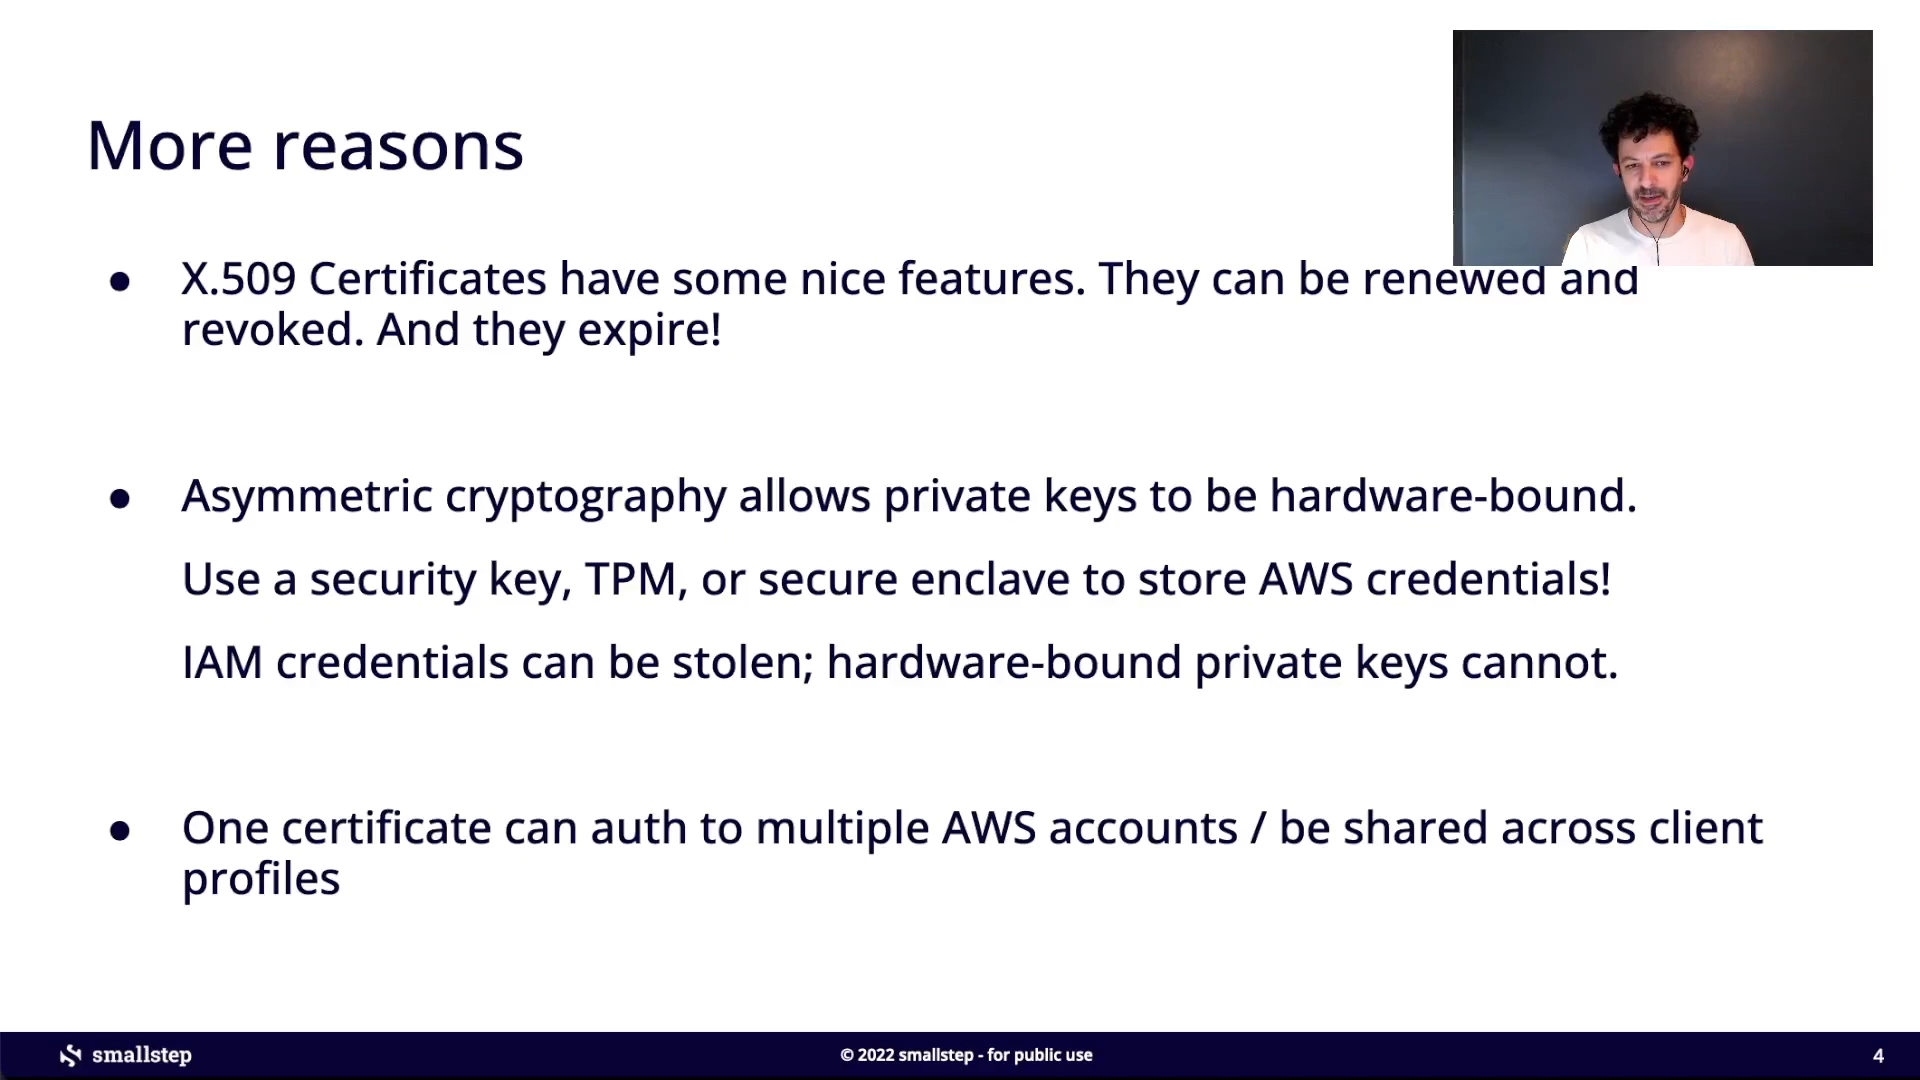 More reasons
● X.509 Certificates have some nice features. They can be renewed and
revoked. And they expire!
● Asymmetric cryptography allows private keys to be hardware-bound.
Use a security key, TPM, or secure enclave to store AWS credentials!
IAM credentials can be stolen; hardware-bound private keys cannot.
● One certificate can auth to multiple AWS accounts / be shared across client
profiles
smallstep
© 2022 smallstep - for public use
4